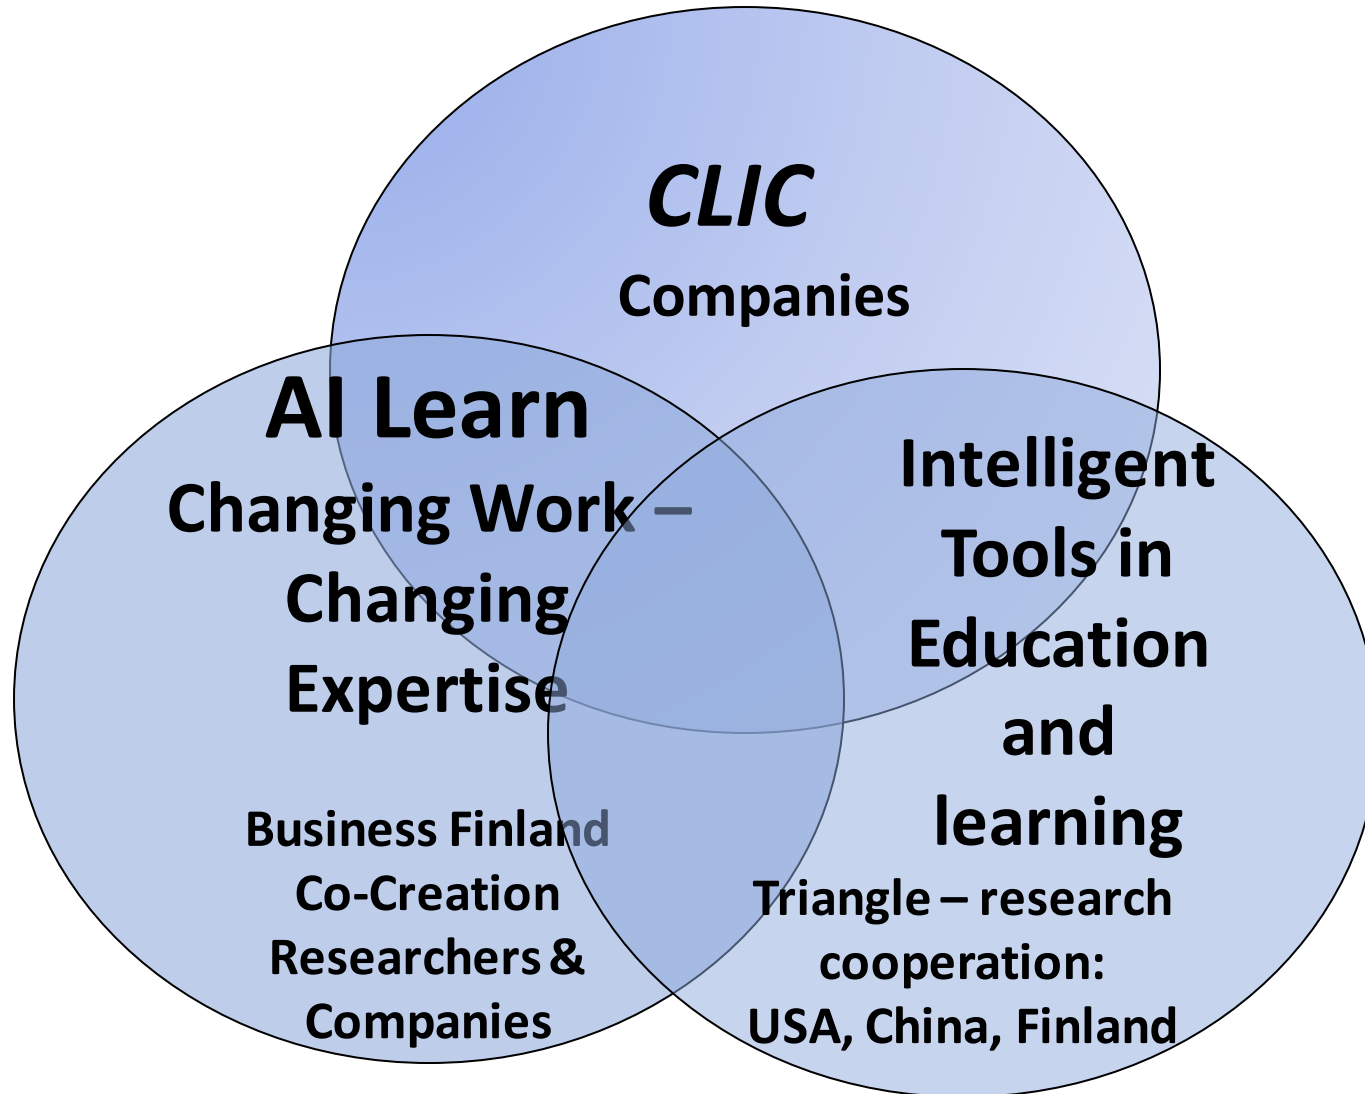 CLIC
Companies
AI Learn
Changing Work –
Changing
Expertise
Business Finland
Co-Creation
Researchers &
Companies
Intelligent
Tools in
Education
and
learning
Triangle – research
cooperation:
USA, China, Finland